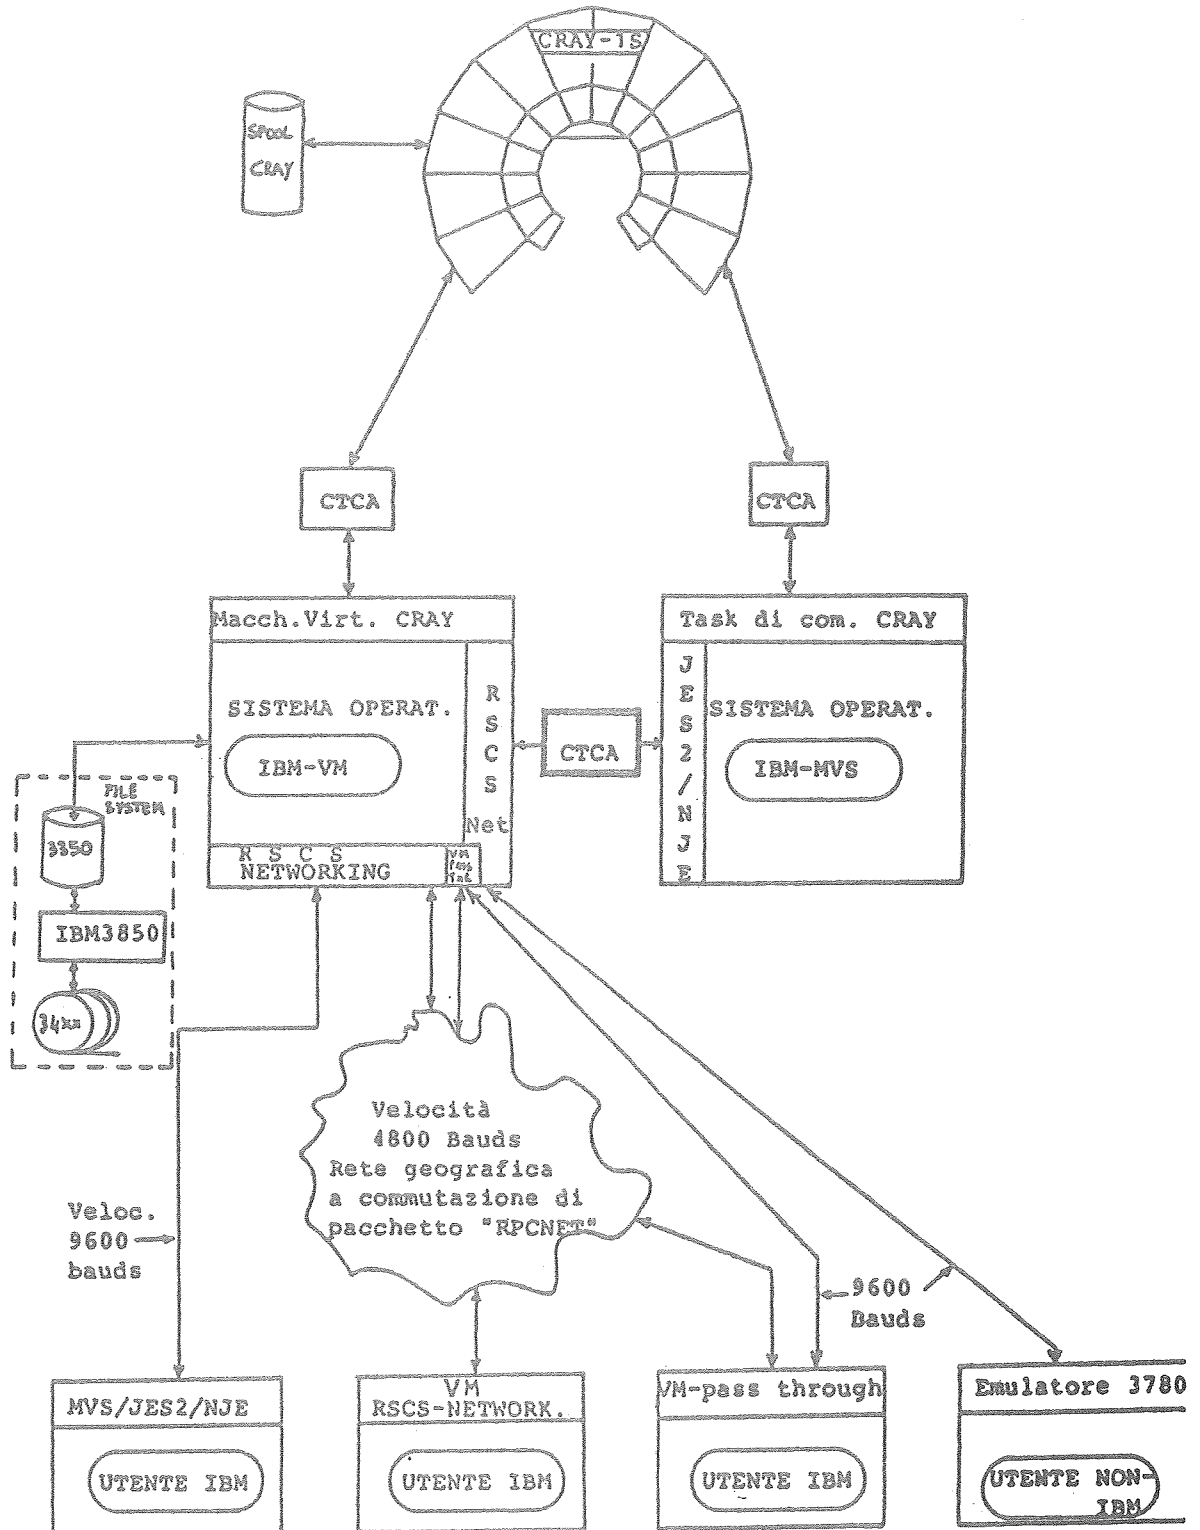 CRAY-1S
SPOOL
CRAY
CTCA
CTCA
Macch.Virt. CRAY
SISTEMA OPERAT.
IBM-VM
R
S
C
S
Net
R S C S
NETWORKING
VM
CTCA
Task di com. CRAY
J
E
S
2
/
N
J
E
SISTEMA OPERAT.
IBM-MVS
FILE
SYSTEM
3350
IBM3850
34xx
Velocità
4800 Bauds
Rete geografica
a commutazione di
pacchetto "RPCNET"
Veloc.
9600
bauds
9600
Bauds
MVS/JES2/NJE
UTENTE IBM
VM
RSCS-NETWORK.
UTENTE IBM
VM-pass through
UTENTE IBM
Emulatore 3780
UTENTE NON-
IBM